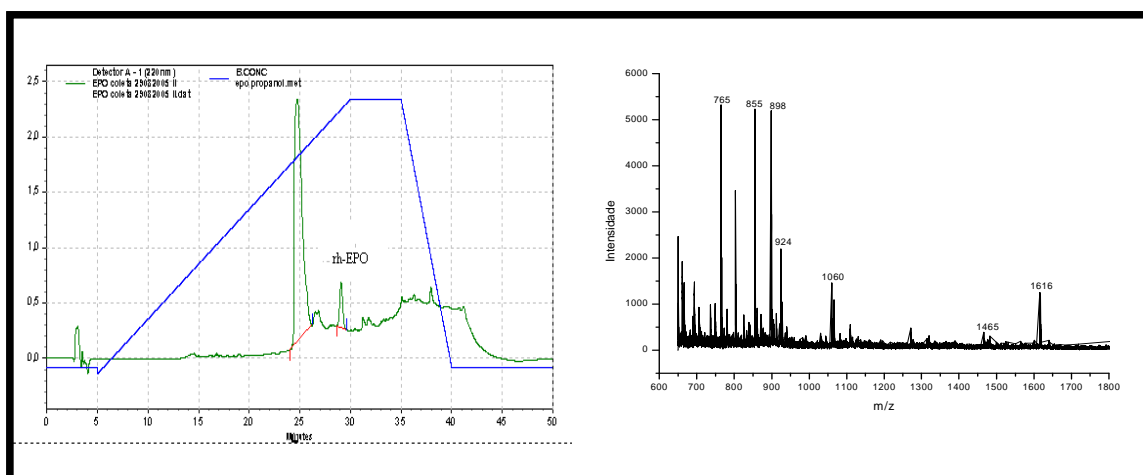 Detector A - 1 (220nm)
EPO coleta 29082005 II
EPO coleta 29082005 II.dat
B.CONC
epo propanol.met
2,5
2,0
1,5
1,0
0,5
0,0
rh-EPO
0 5 10 15 20 25 30 35 40 45 50
Minutes
6000
5000
4000
3000
2000
1000
0
Intensidade
765
855
898
924
1060
1465
1616
600 700 800 900 1000 1100 1200 1300 1400 1500 1600 1700 1800
m/z